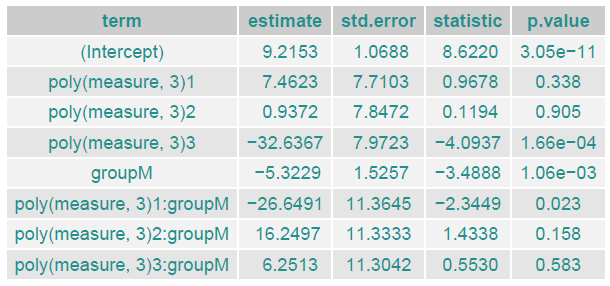 term estimate std.error statistic p.value
(Intercept) 9.2153 1.0688 8.6220 3.05e−11
poly(measure, 3)1 7.4623 7.7103 0.9678 0.338
poly(measure, 3)2 0.9372 7.8472 0.1194 0.905
poly(measure, 3)3 −32.6367 7.9723 −4.0937 1.66e−04
groupM −5.3229 1.5257 −3.4888 1.06e−03
poly(measure, 3)1:groupM −26.6491 11.3645 −2.3449 0.023
poly(measure, 3)2:groupM 16.2497 11.3333 1.4338 0.158
poly(measure, 3)3:groupM 6.2513 11.3042 0.5530 0.583